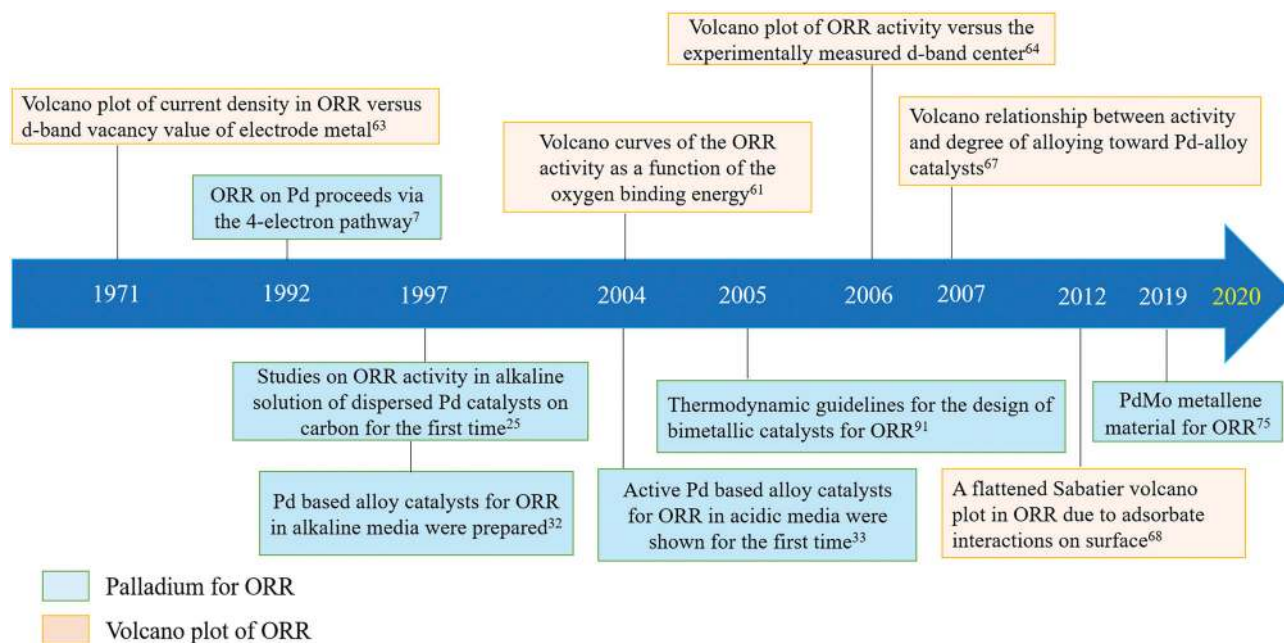 Volcano plot of ORR activity versus the
experimentally measured d-band center⁶⁴
Volcano plot of current density in ORR versus
d-band vacancy value of electrode metal⁶³
Volcano curves of the ORR
activity as a function of the
oxygen binding energy⁶¹
Volcano relationship between activity
and degree of alloying toward Pd-alloy
catalysts⁶⁷
ORR on Pd proceeds via
the 4-electron pathway⁷
1971 1992 1997 2004 2005 2006 2007 2012 2019 2020
Studies on ORR activity in alkaline
solution of dispersed Pd catalysts on
carbon for the first time²⁵
Thermodynamic guidelines for the design of
bimetallic catalysts for ORR⁹¹
PdMo metallene
material for ORR⁷⁵
Pd based alloy catalysts for ORR
in alkaline media were prepared³²
Active Pd based alloy catalysts
for ORR in acidic media were
shown for the first time³³
A flattened Sabatier volcano
plot in ORR due to adsorbate
interactions on surface⁶⁸
Palladium for ORR
Volcano plot of ORR